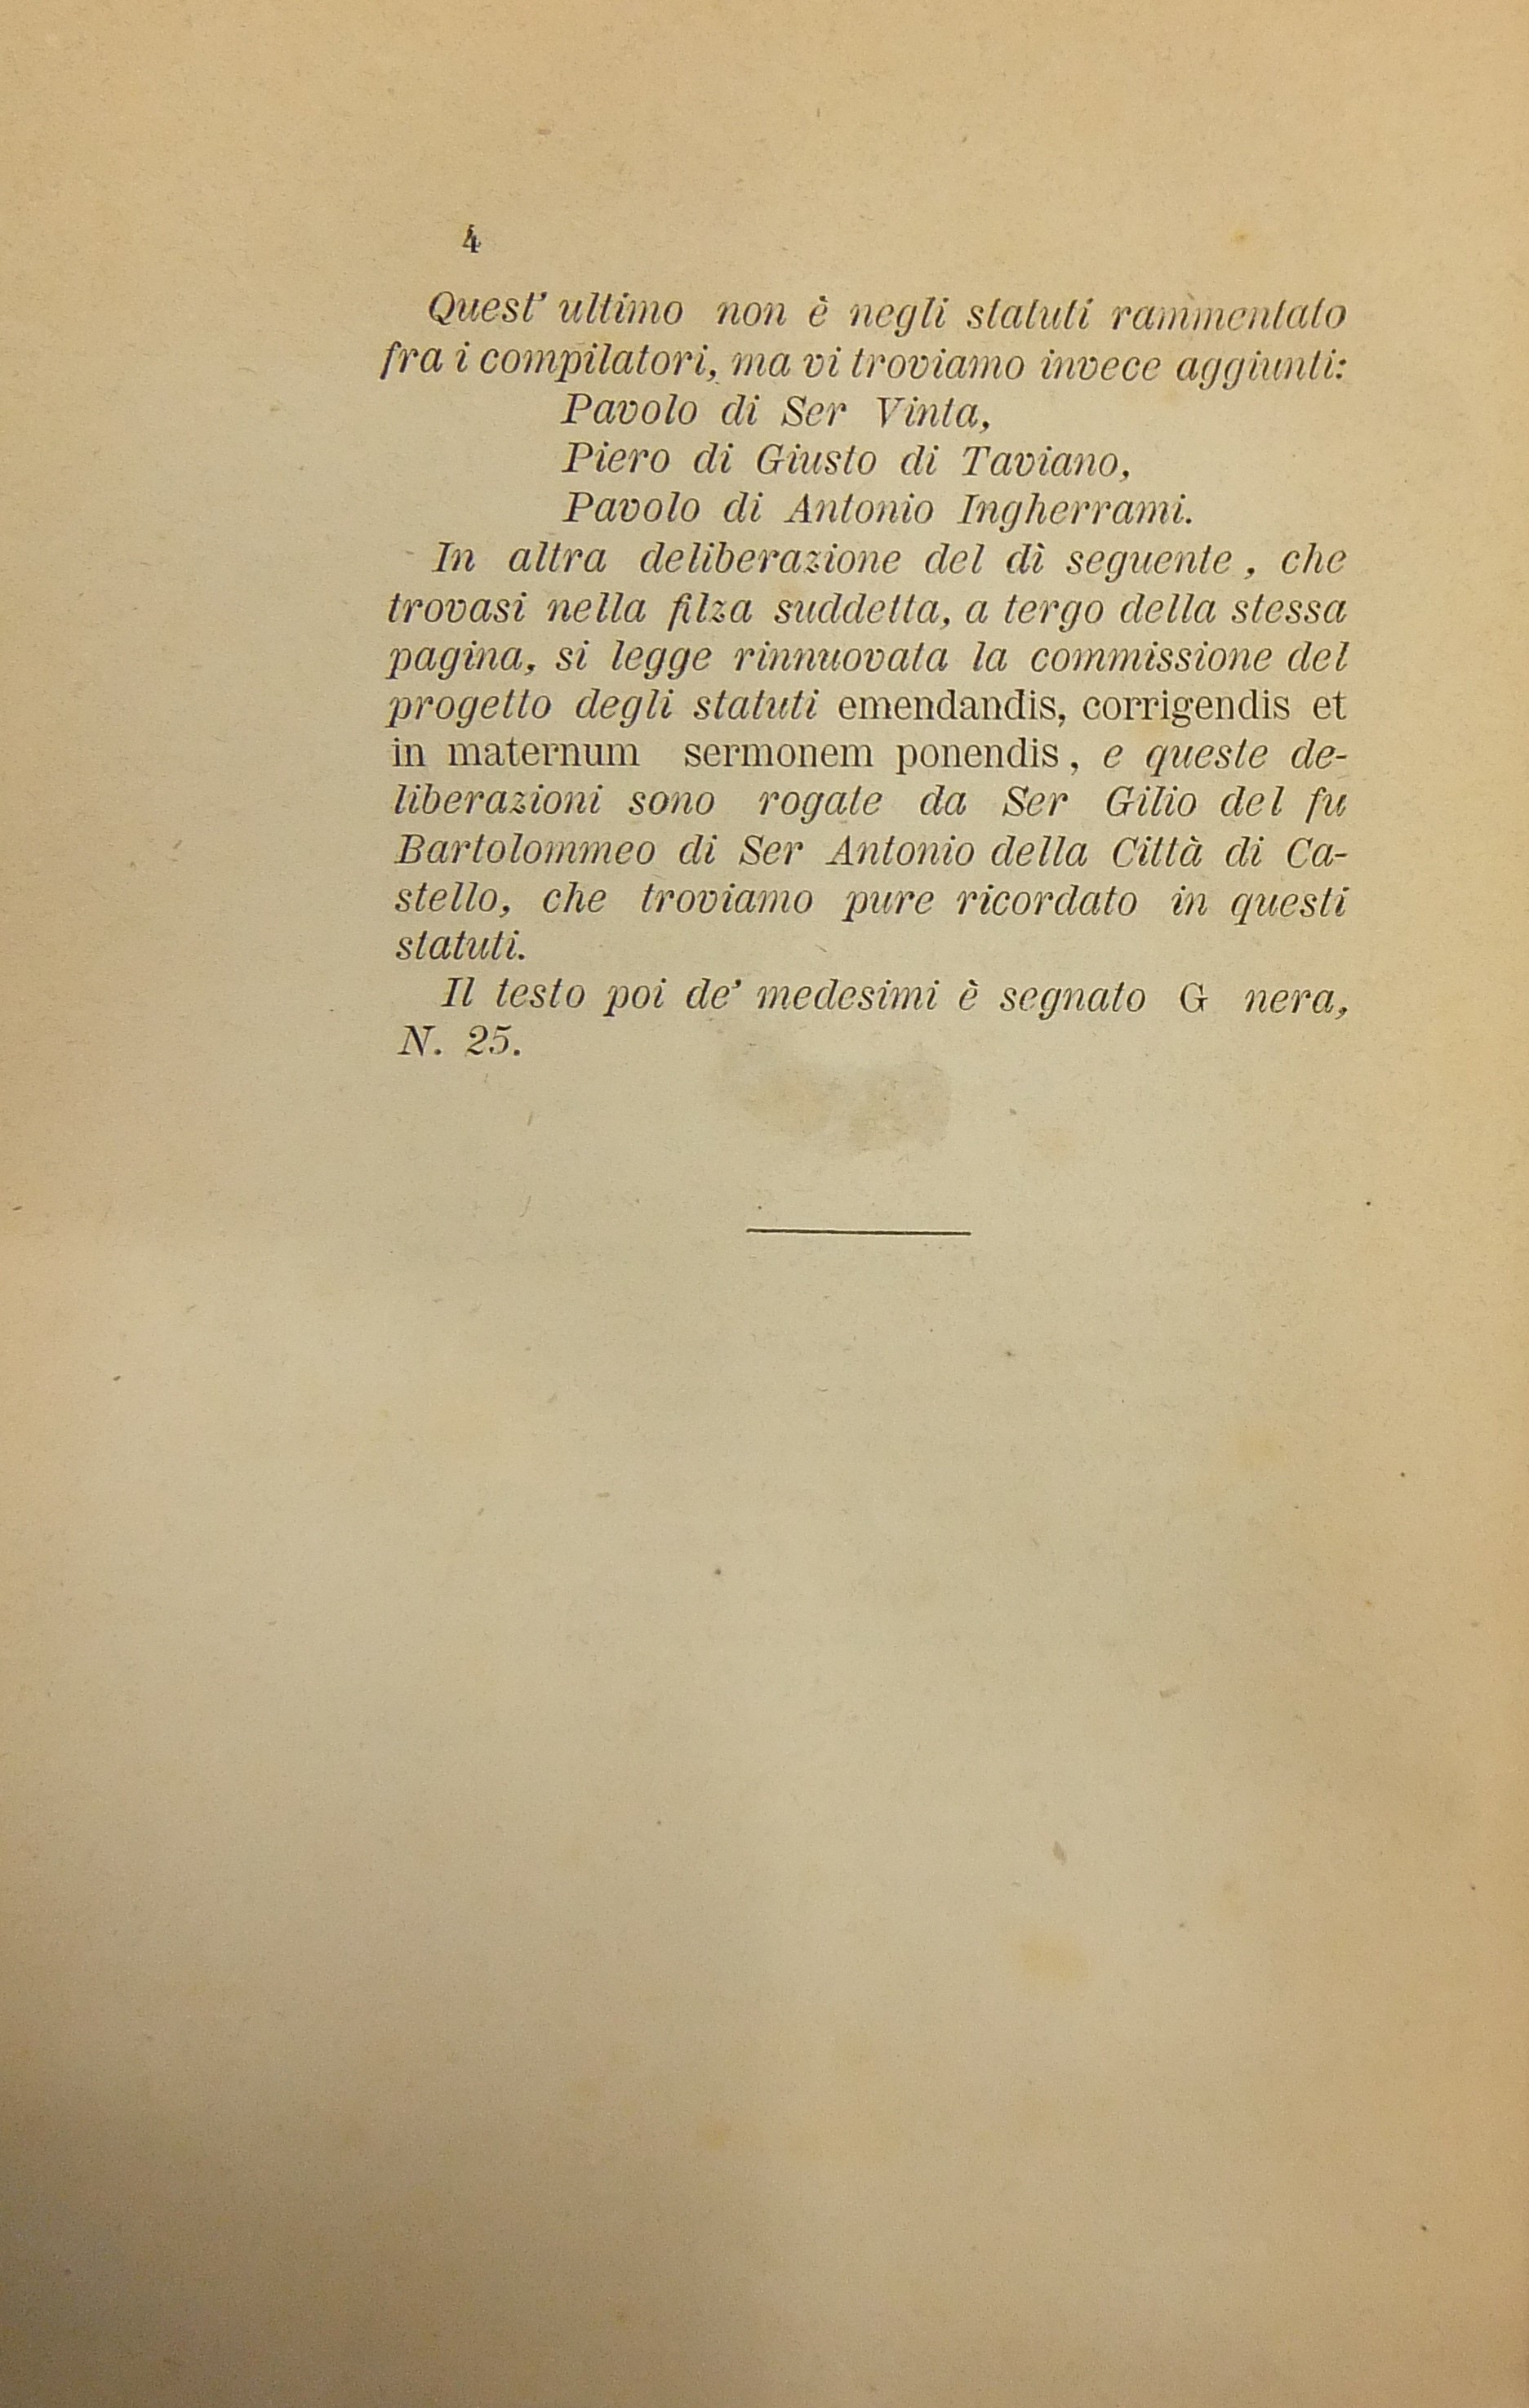 4
Quest' ultimo non è negli statuti rammentato
fra i compilatori, ma vi troviamo invece aggiunti:
Pavolo di Ser Vinta,
Piero di Giusto di Taviano,
Pavolo di Antonio Ingherrami.
In altra deliberazione del dì seguente, che
trovasi nella filza suddetta, a tergo della stessa
pagina, si legge rinnuovata la commissione del
progetto degli statuti emendandis, corrigendis et
in maternum sermonem ponendis, e queste de-
liberazioni sono rogate da Ser Gilio del fu
Bartolommeo di Ser Antonio della Città di Ca-
stello, che troviamo pure ricordato in questi
statuti.
Il testo poi de' medesimi è segnato G nera,
N. 25.